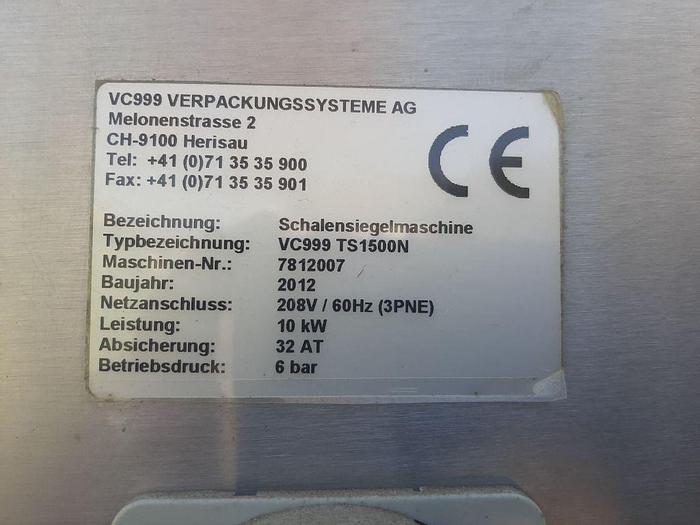 VC999 VERPACKUNGSSYSTEME AG
Melonenstrasse 2
CH-9100 Herisau
Tel: +41 (0)71 35 35 900
Fax: +41 (0)71 35 35 901
CE
Bezeichnung: Schalensiegelmaschine
Typbezeichnung: VC999 TS1500N
Maschinen-Nr.: 7812007
Baujahr: 2012
Netzanschluss: 208V / 60Hz (3PNE)
Leistung: 10 kW
Absicherung: 32 AT
Betriebsdruck: 6 bar